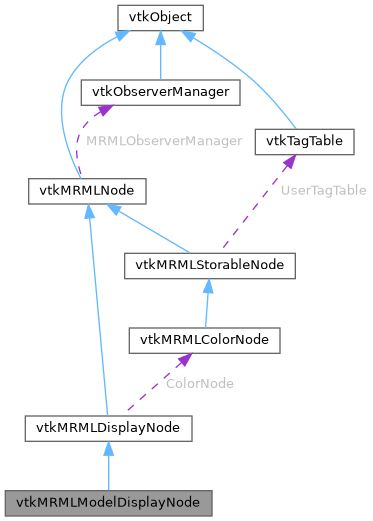 vtkObject
vtkObserverManager
MRMLObserverManager
vtkTagTable
vtkMRMLNode
UserTagTable
vtkMRMLStorableNode
vtkMRMLColorNode
ColorNode
vtkMRMLDisplayNode
vtkMRMLModelDisplayNode